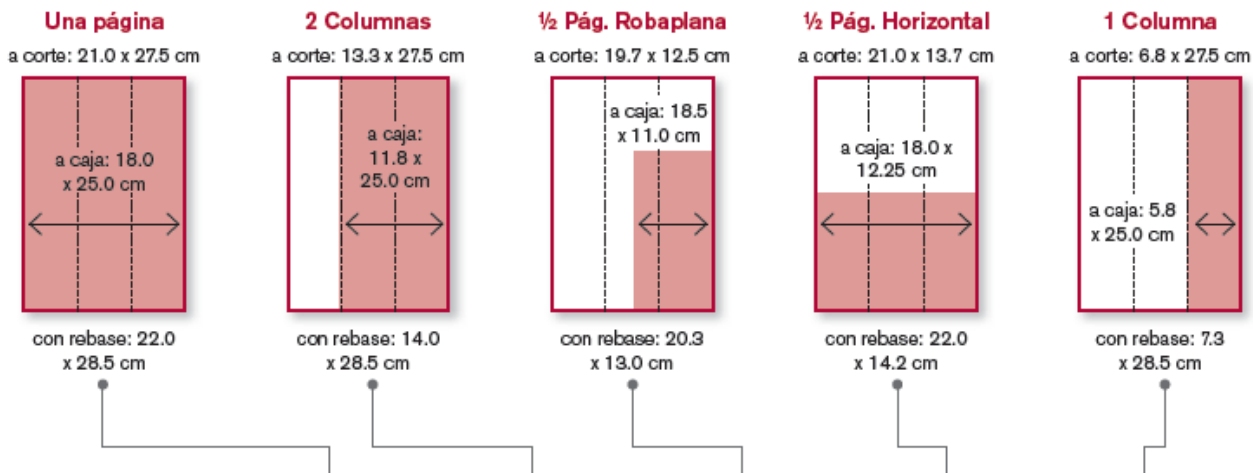 Una página
a corte: 21.0 x 27.5 cm
a caja: 18.0
x 25.0 cm
con rebase: 22.0
x 28.5 cm
2 Columnas
a corte: 13.3 x 27.5 cm
a caja:
11.8 x
25.0 cm
con rebase: 14.0
x 28.5 cm
½ Pág. Robaplana
a corte: 19.7 x 12.5 cm
a caja: 18.5
x 11.0 cm
con rebase: 20.3
x 13.0 cm
½ Pág. Horizontal
a corte: 21.0 x 13.7 cm
a caja: 18.0 x
12.25 cm
con rebase: 22.0
x 14.2 cm
1 Columna
a corte: 6.8 x 27.5 cm
a caja: 5.8
x 25.0 cm
con rebase: 7.3
x 28.5 cm